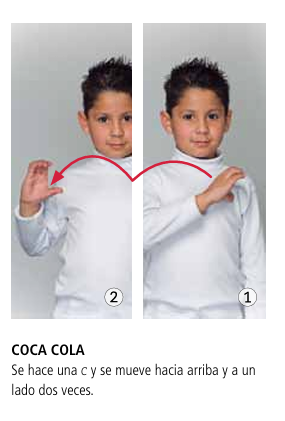 2
1
COCA COLA
Se hace una c y se mueve hacia arriba y a un
lado dos veces.